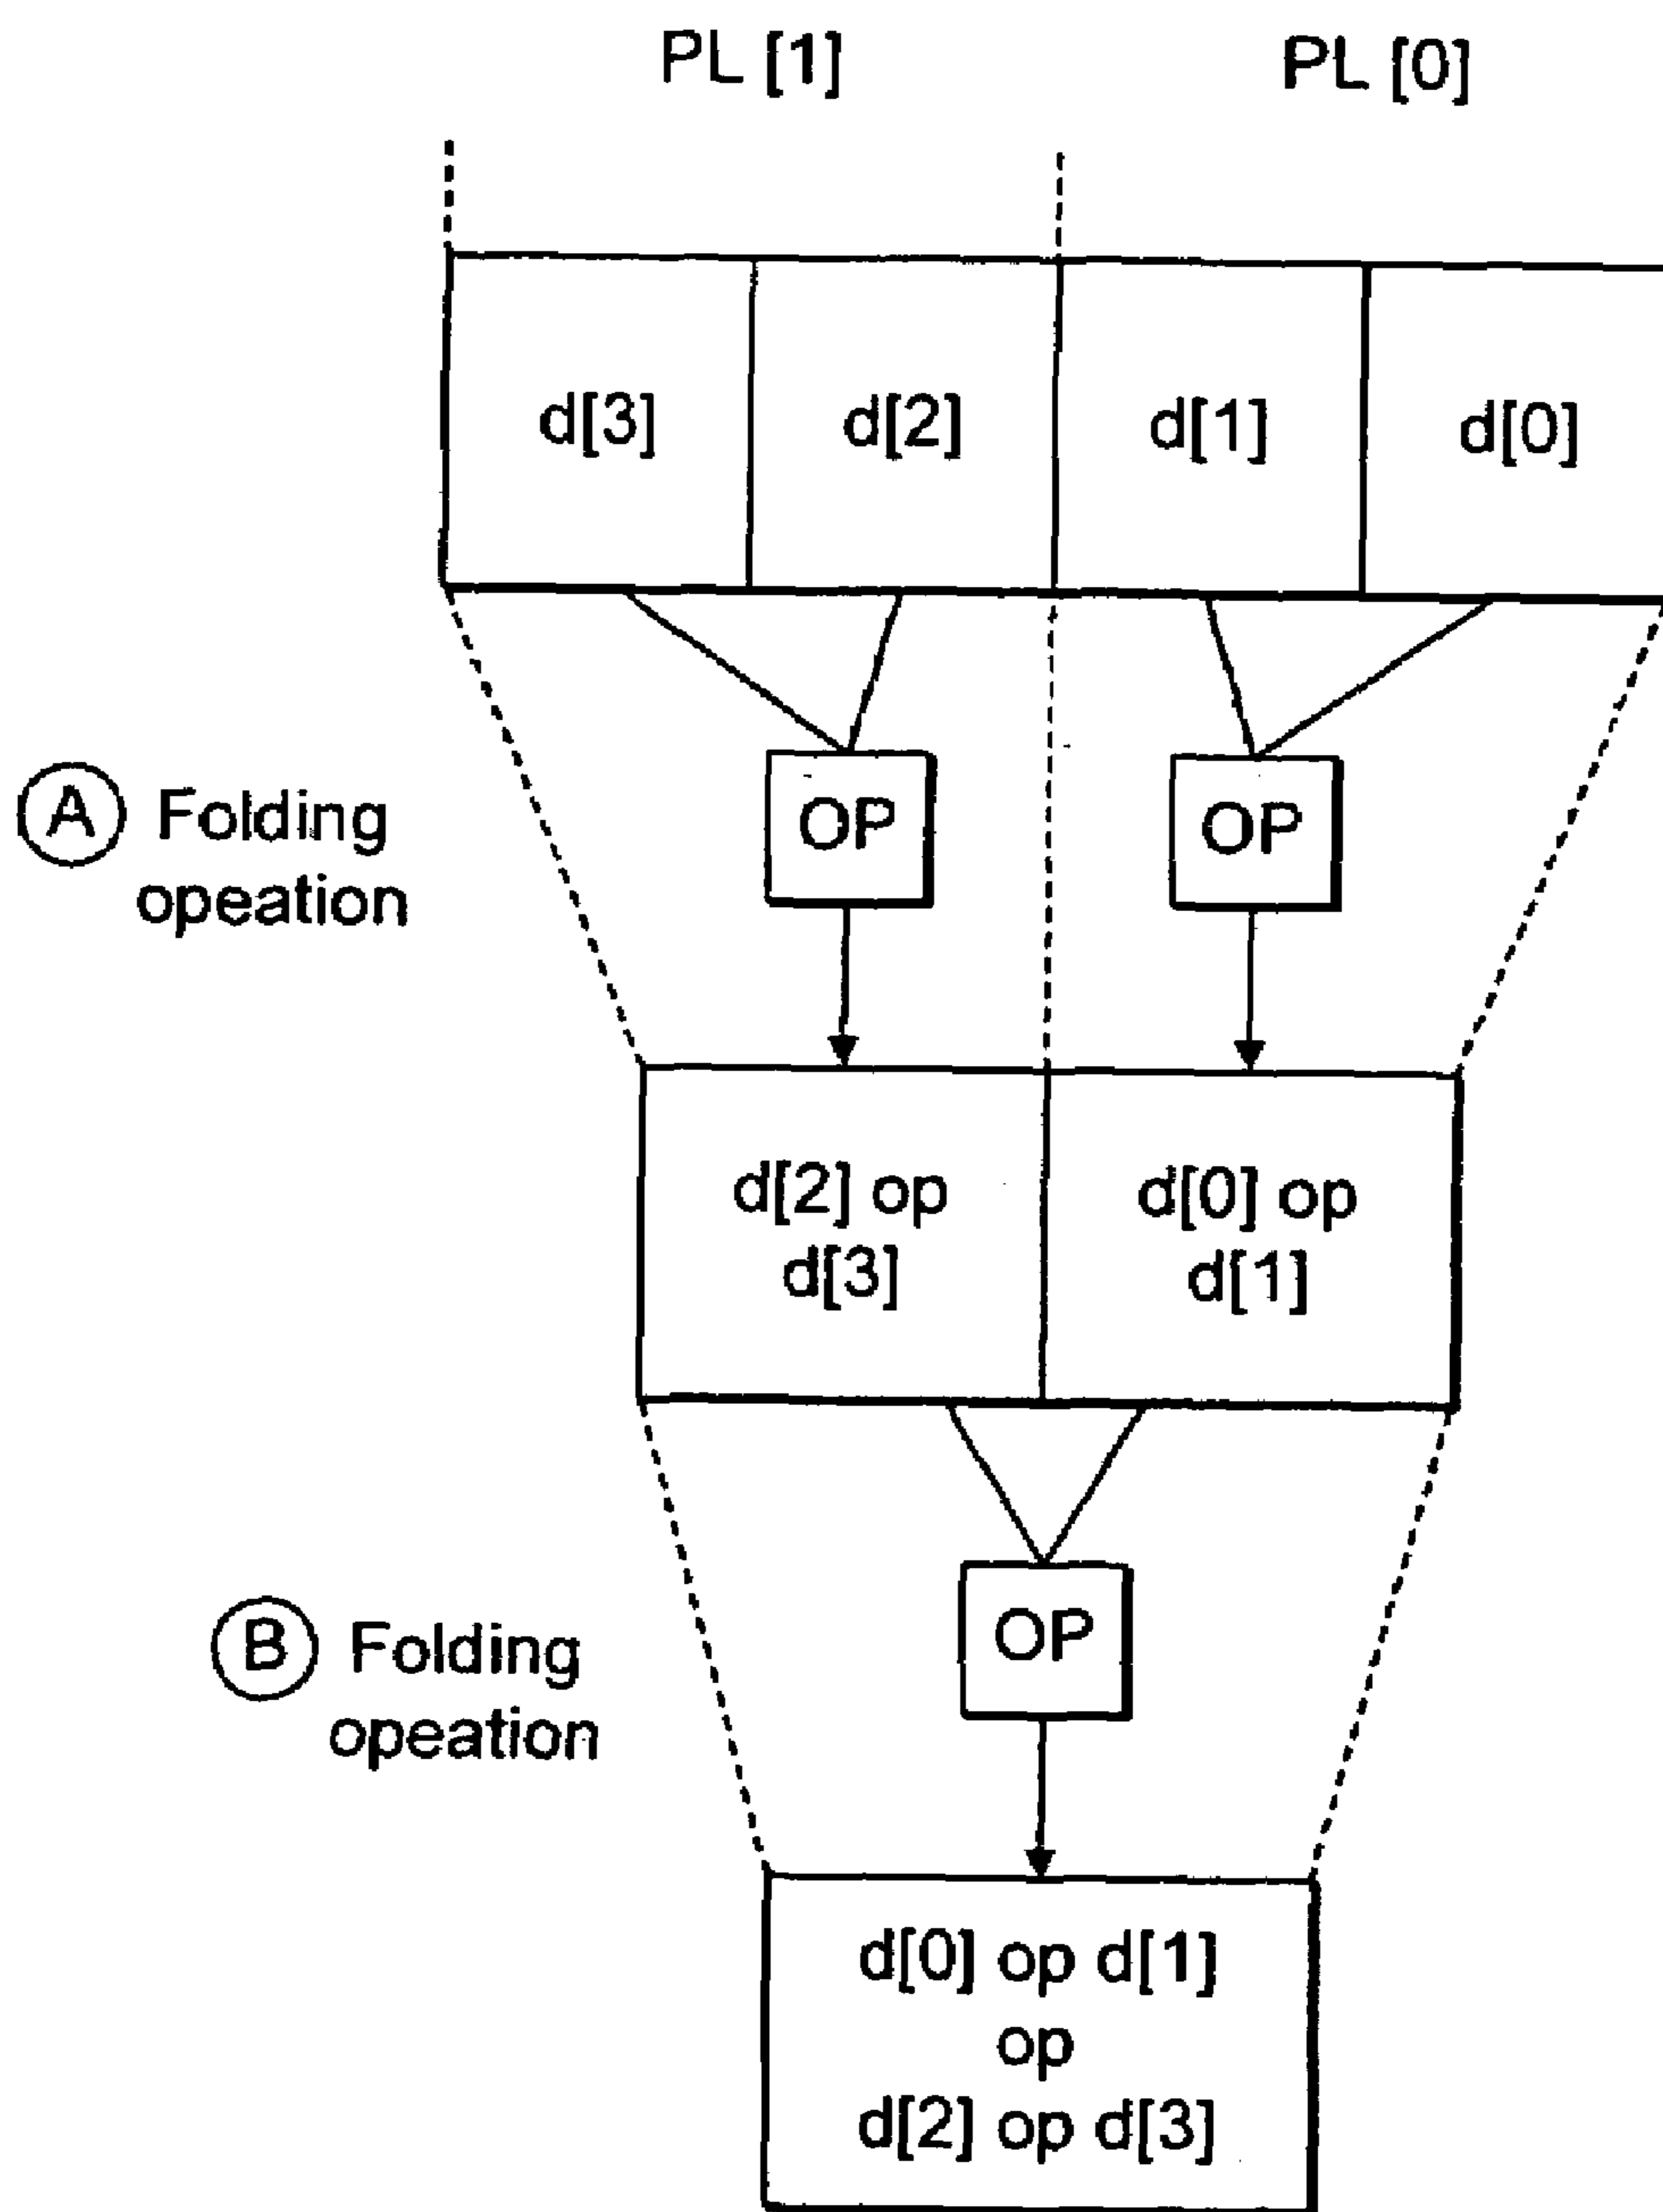 PL [1] PL [0]
d[3] d[2] d[1] d[0]
OP OP
A Folding
opeation
d[2] op
d[3]
d[0] op
d[1]
OP
B Folding
opeation
d[0] op d[1]
op
d[2] op d[3]